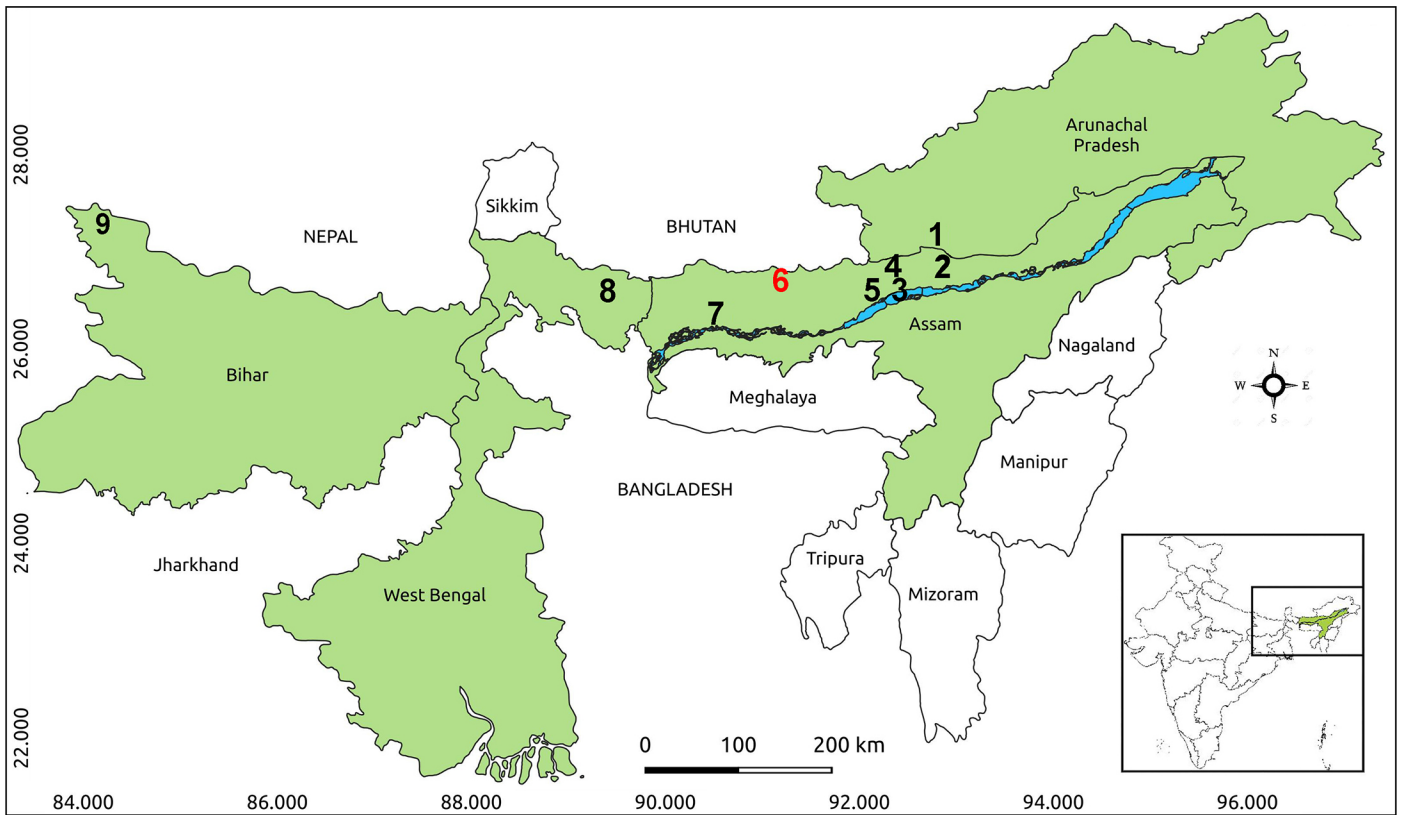 28.000
26.000
24.000
22.000
Arunachal
Pradesh
Sikkim
NEPAL
BHUTAN
9
1
4
2
6
8
5
3
7
Assam
Nagaland
Bihar
Meghalaya
N
W
E
S
Manipur
BANGLADESH
Jharkhand
Tripura
West Bengal
Mizoram
0
100
200 km
84.000
86.000
88.000
90.000
92.000
94.000
96.000